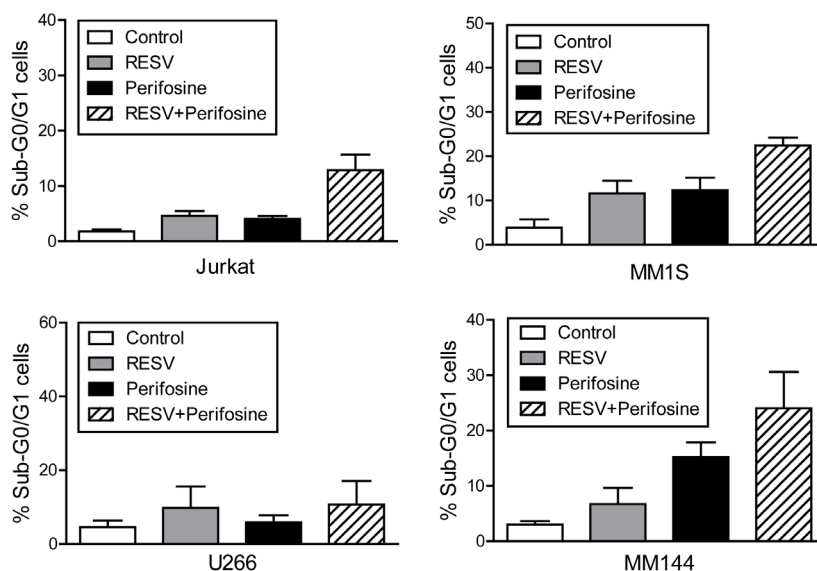 % Sub-G0/G1 cells
40
30
20
10
0
Control
RESV
Perifosine
RESV+Perifosine
Jurkat
% Sub-G0/G1 cells
50
40
30
20
10
0
Control
RESV
Perifosine
RESV+Perifosine
MM1S
% Sub-G0/G1 cells
60
40
20
0
Control
RESV
Perifosine
RESV+Perifosine
U266
% Sub-G0/G1 cells
40
30
20
10
0
Control
RESV
Perifosine
RESV+Perifosine
MM144